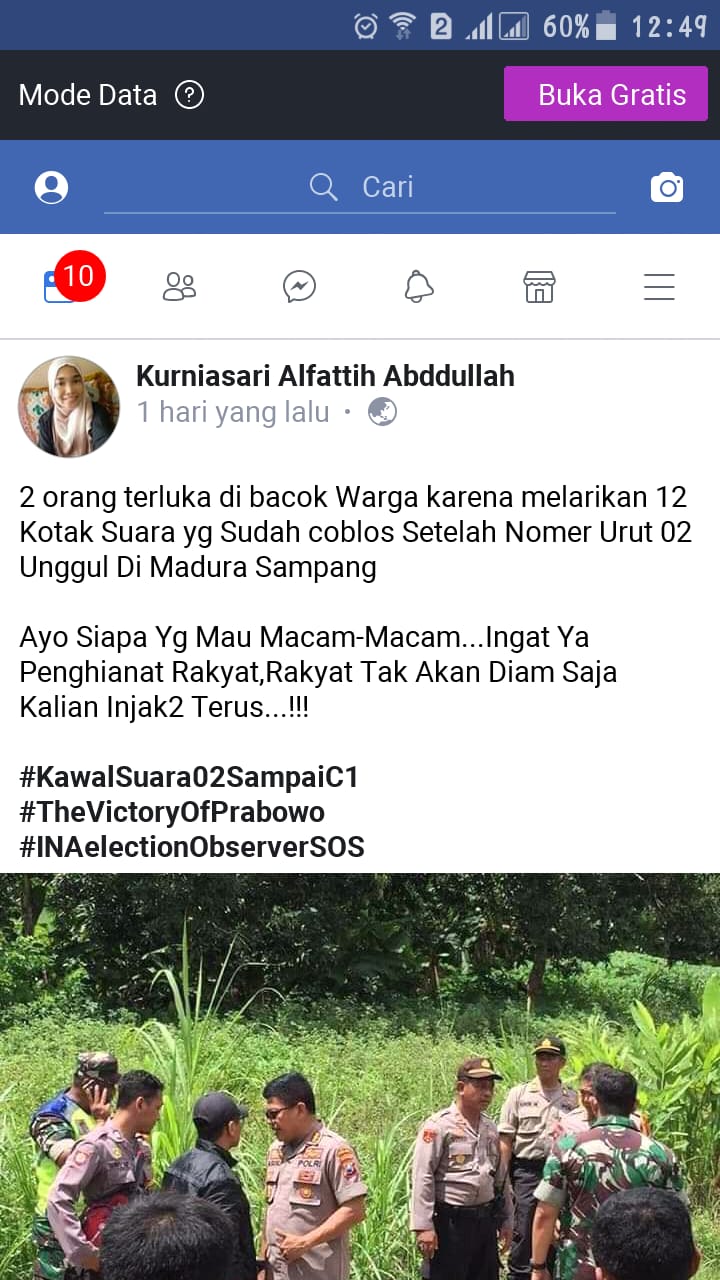 2 60% 12:49
Mode Data ? Buka Gratis
Cari
10
Kurniasari Alfattih Abddullah
1 hari yang lalu ·
2 orang terluka di bacok Warga karena melarikan 12
Kotak Suara yg Sudah coblos Setelah Nomer Urut 02
Unggul Di Madura Sampang
Ayo Siapa Yg Mau Macam-Macam...Ingat Ya
Penghianat Rakyat,Rakyat Tak Akan Diam Saja
Kalian Injak2 Terus...!!!
#KawalSuara02SampaiC1
#TheVictoryOfPrabowo
#INAelectionObserverSOS
POLRI